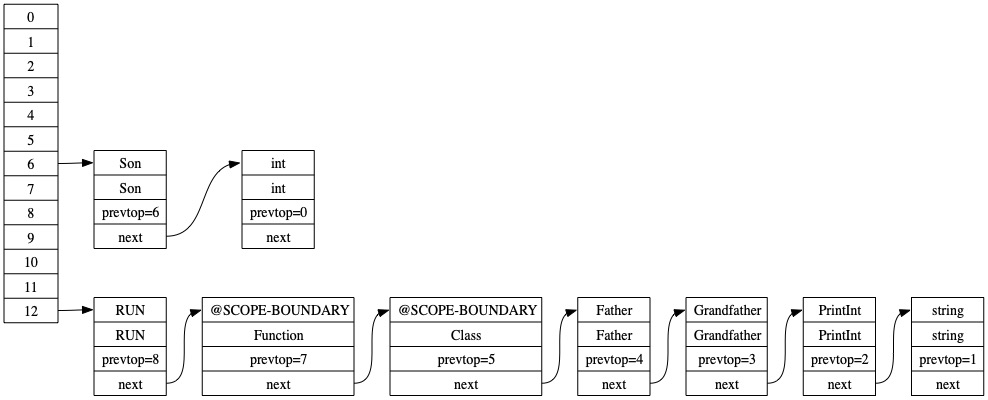 0
1
2
3
4
5
6
7
8
9
10
11
12
Son
Son
prevtop=6
next
int
int
prevtop=0
next
RUN
RUN
prevtop=8
next
@SCOPE-BOUNDARY
Function
prevtop=7
next
@SCOPE-BOUNDARY
Class
prevtop=5
next
Father
Father
prevtop=4
next
Grandfather
Grandfather
prevtop=3
next
PrintInt
PrintInt
prevtop=2
next
string
string
prevtop=1
next